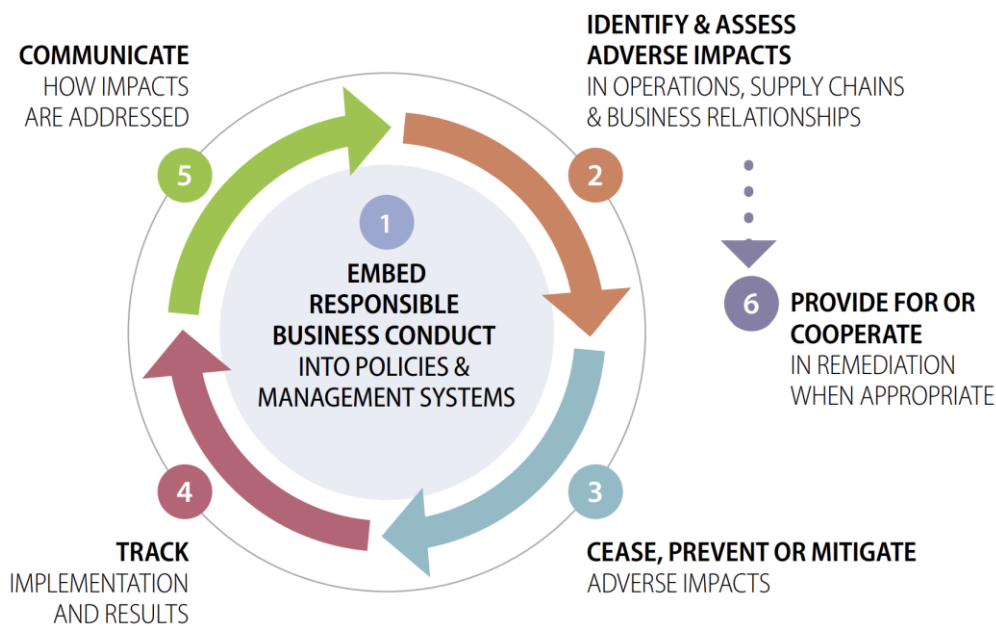 1
EMBED
RESPONSIBLE
BUSINESS CONDUCT
INTO POLICIES &
MANAGEMENT SYSTEMS
2
IDENTIFY & ASSESS
ADVERSE IMPACTS
IN OPERATIONS, SUPPLY CHAINS
& BUSINESS RELATIONSHIPS
3
CEASE, PREVENT OR MITIGATE
ADVERSE IMPACTS
4
TRACK
IMPLEMENTATION
AND RESULTS
5
COMMUNICATE
HOW IMPACTS
ARE ADDRESSED
6
PROVIDE FOR OR
COOPERATE
IN REMEDIATION
WHEN APPROPRIATE